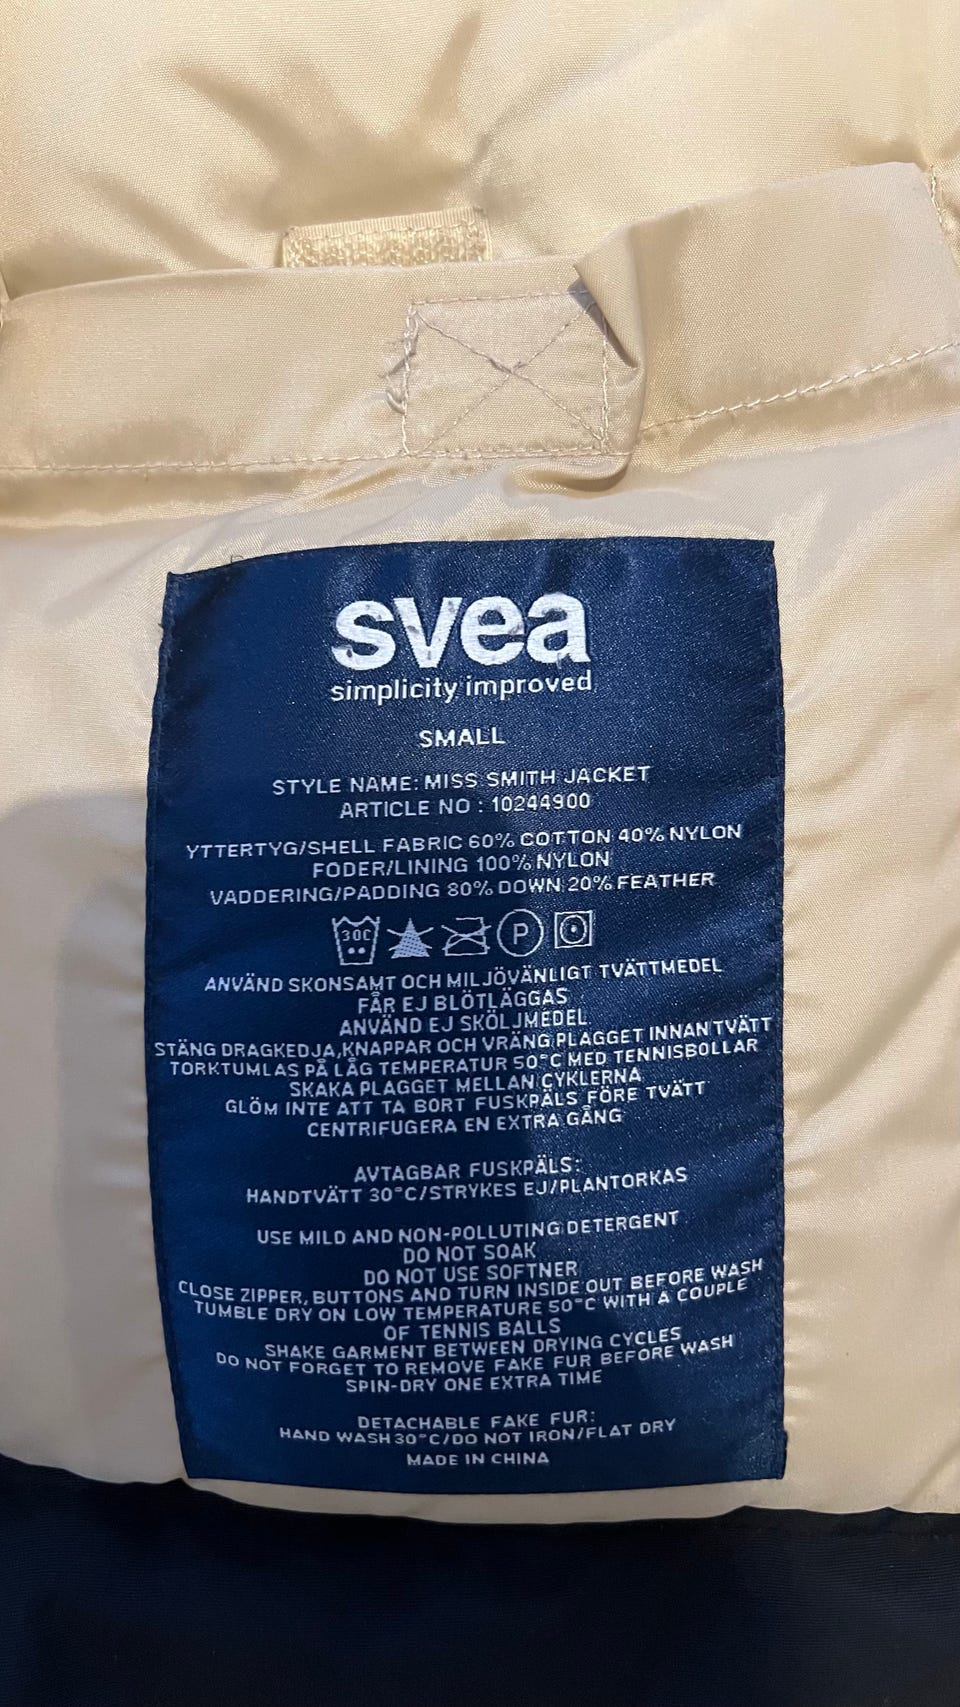 svea
simplicity improved
SMALL
STYLE NAME: MISS SMITH JACKET
ARTICLE NO : 10244900
YTTERTYG/SHELL FABRIC 60% COTTON 40% NYLON
FODER/LINING 100% NYLON
VADDERING/PADDING 80% DOWN 20% FEATHER
30C P
ANVÄND SKONSAMT OCH MILJÖVÄNLIGT TVÄTTMEDEL
FÅR EJ BLÖTLÄGGAS
ANVÄND EJ SKÖLJMEDEL
STÄNG DRAGKEDJA,KNAPPAR OCH VRÄNG PLAGGET INNAN TVÄTT
TORKTUMLAS PÅ LÅG TEMPERATUR 50°C MED TENNISBOLLAR
SKAKA PLAGGET MELLAN CYKLERNA
GLÖM INTE ATT TA BORT FUSKPÄLS FÖRE TVÄTT
CENTRIFUGERA EN EXTRA GÅNG
AVTAGBAR FUSKPÄLS:
HANDTVÄTT 30°C/STRYKES EJ/PLANTORKAS
USE MILD AND NON-POLLUTING DETERGENT
DO NOT SOAK
DO NOT USE SOFTNER
CLOSE ZIPPER, BUTTONS AND TURN INSIDE OUT BEFORE WASH
TUMBLE DRY ON LOW TEMPERATURE 50°C WITH A COUPLE
OF TENNIS BALLS
SHAKE GARMENT BETWEEN DRYING CYCLES
DO NOT FORGET TO REMOVE FAKE FUR BEFORE WASH
SPIN-DRY ONE EXTRA TIME
DETACHABLE FAKE FUR:
HAND WASH 30°C/DO NOT IRON/FLAT DRY
MADE IN CHINA